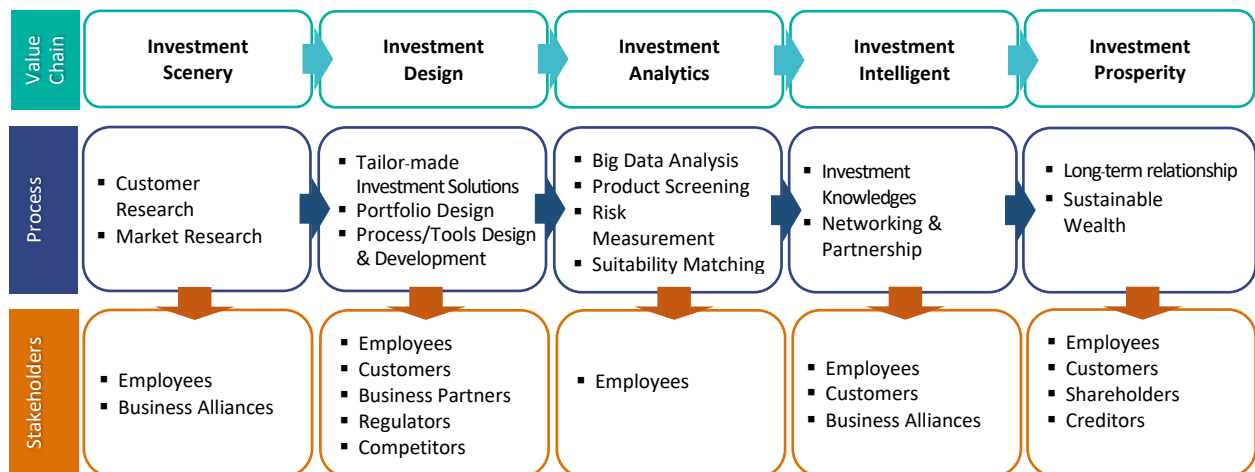 Value
Chain
Investment
Scenery
Investment
Design
Investment
Analytics
Investment
Intelligent
Investment
Prosperity
Process
▪ Customer
Research
▪ Market Research
▪ Tailor-made
Investment Solutions
▪ Portfolio Design
▪ Process/Tools Design
& Development
▪ Big Data Analysis
▪ Product Screening
▪ Risk
Measurement
▪ Suitability Matching
▪ Investment
Knowledges
▪ Networking &
Partnership
▪ Long-term relationship
▪ Sustainable
Wealth
Stakeholders
▪ Employees
▪ Business Alliances
▪ Employees
▪ Customers
▪ Business Partners
▪ Regulators
▪ Competitors
▪ Employees
▪ Employees
▪ Customers
▪ Business Alliances
▪ Employees
▪ Customers
▪ Shareholders
▪ Creditors